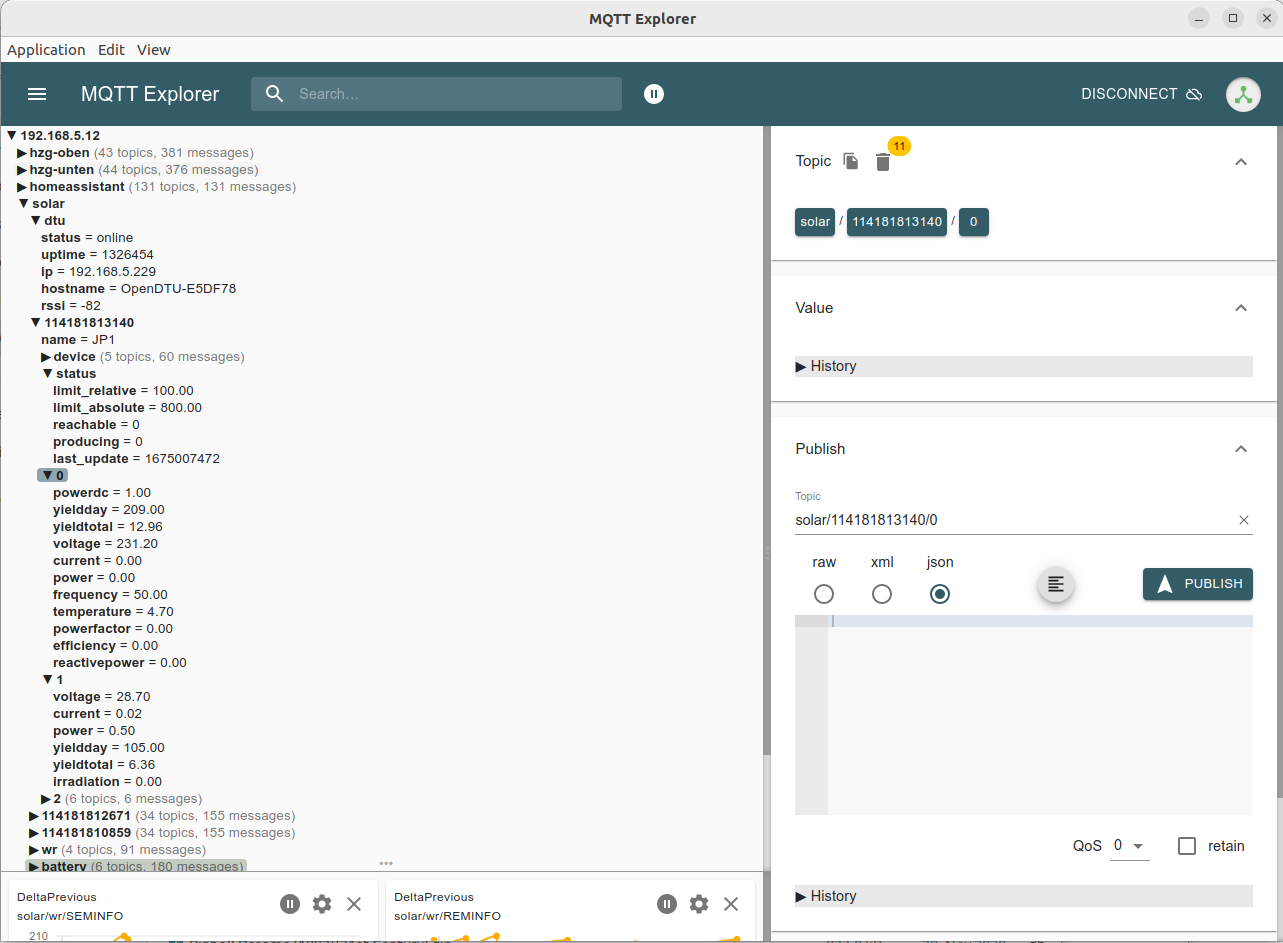 MQTT Explorer
Application Edit View
MQTT Explorer Search... DISCONNECT
▼ 192.168.5.12
▶ hzg-oben (43 topics, 381 messages)
▶ hzg-unten (44 topics, 376 messages)
▶ homeassistant (131 topics, 131 messages)
▼ solar
▼ dtu
status = online
uptime = 1326454
ip = 192.168.5.229
hostname = OpenDTU-E5DF78
rssi = -82
▼ 114181813140
name = JP1
▶ device (5 topics, 60 messages)
▼ status
limit_relative = 100.00
limit_absolute = 800.00
reachable = 0
producing = 0
last_update = 1675007472
▼ 0
powerdc = 1.00
yieldday = 209.00
yieldtotal = 12.96
voltage = 231.20
current = 0.00
power = 0.00
frequency = 50.00
temperature = 4.70
powerfactor = 0.00
efficiency = 0.00
reactivepower = 0.00
▼ 1
voltage = 28.70
current = 0.02
power = 0.50
yieldday = 105.00
yieldtotal = 6.36
irradiation = 0.00
▶ 2 (6 topics, 6 messages)
▶ 114181812671 (34 topics, 155 messages)
▶ 114181810859 (34 topics, 155 messages)
▶ wr (4 topics, 91 messages)
▶ battery (6 topics, 180 messages)
DeltaPrevious
solar/wr/SEMINFO
210
DeltaPrevious
solar/wr/REMINFO
Topic 11
solar / 114181813140 / 0
Value
▶ History
Publish
Topic
solar/114181813140/0
raw xml json
PUBLISH
QoS 0 retain
▶ History